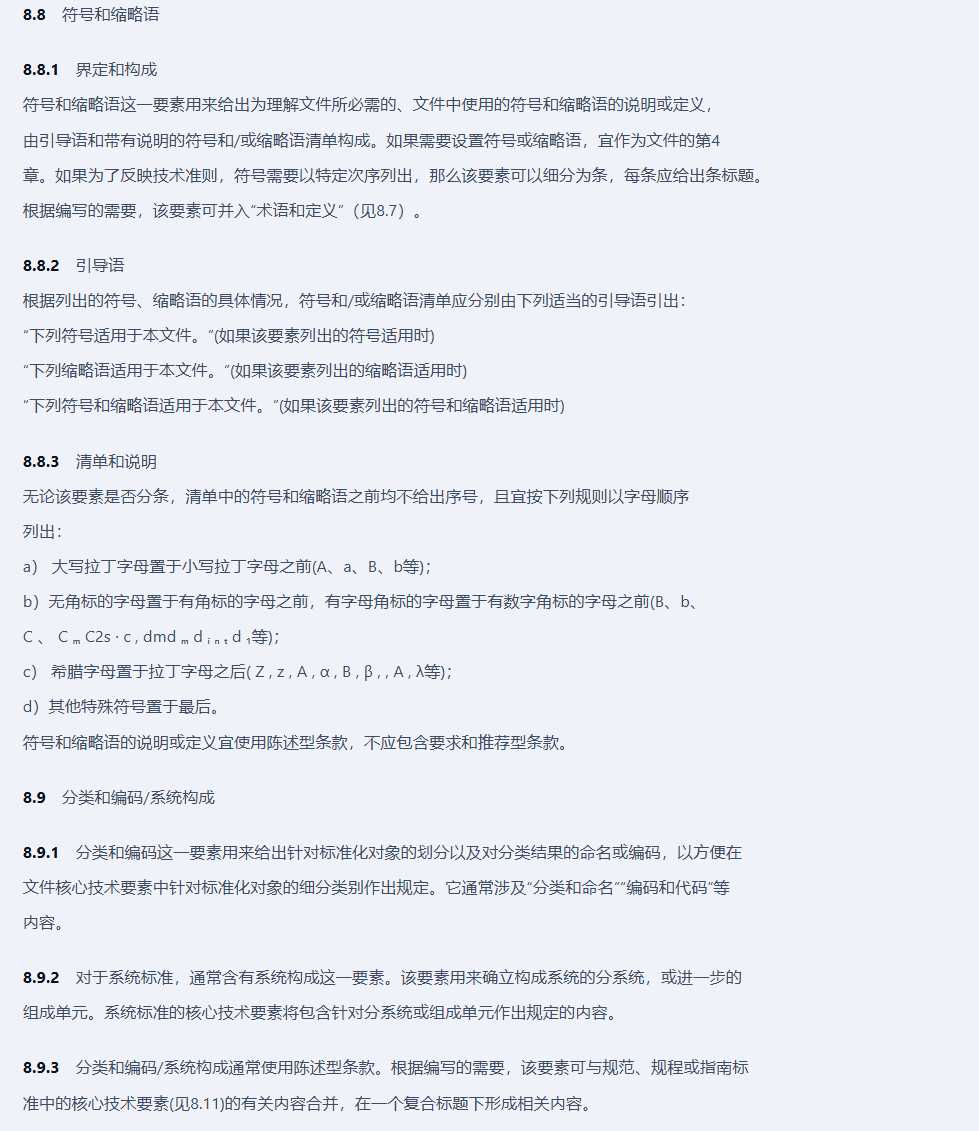 8.8 符号和缩略语
8.8.1 界定和构成
符号和缩略语这一要素用来给出为理解文件所必需的、文件中使用的符号和缩略语的说明或定义，
由引导语和带有说明的符号和/或缩略语清单构成。如果需要设置符号或缩略语，宜作为文件的第4
章。如果为了反映技术准则，符号需要以特定次序列出，那么该要素可以细分为条，每条应给出条标题。
根据编写的需要，该要素可并入“术语和定义”（见8.7）。
8.8.2 引导语
根据列出的符号、缩略语的具体情况，符号和/或缩略语清单应分别由下列适当的引导语引出：
“下列符号适用于本文件。”(如果该要素列出的符号适用时)
“下列缩略语适用于本文件。”(如果该要素列出的缩略语适用时)
“下列符号和缩略语适用于本文件。”(如果该要素列出的符号和缩略语适用时)
8.8.3 清单和说明
无论该要素是否分条，清单中的符号和缩略语之前均不给出序号，且宜按下列规则以字母顺序
列出：
a） 大写拉丁字母置于小写拉丁字母之前(A、a、B、b等)；
b）无角标的字母置于有角标的字母之前，有字母角标的字母置于有数字角标的字母之前(B、b、
C 、 C ₘ C2s · c , dmd ₘ d ᵢ ₙ ₜ d ₁等)；
c） 希腊字母置于拉丁字母之后( Z , z , A , α , B , β , , Λ , λ等)；
d）其他特殊符号置于最后。
符号和缩略语的说明或定义宜使用陈述型条款，不应包含要求和推荐型条款。
8.9 分类和编码/系统构成
8.9.1 分类和编码这一要素用来给出针对标准化对象的划分以及对分类结果的命名或编码，以方便在
文件核心技术要素中针对标准化对象的细分类别作出规定。它通常涉及“分类和命名”“编码和代码”等
内容。
8.9.2 对于系统标准，通常含有系统构成这一要素。该要素用来确立构成系统的分系统，或进一步的
组成单元。系统标准的核心技术要素将包含针对分系统或组成单元作出规定的内容。
8.9.3 分类和编码/系统构成通常使用陈述型条款。根据编写的需要，该要素可与规范、规程或指南标
准中的核心技术要素(见8.11)的有关内容合并，在一个复合标题下形成相关内容。